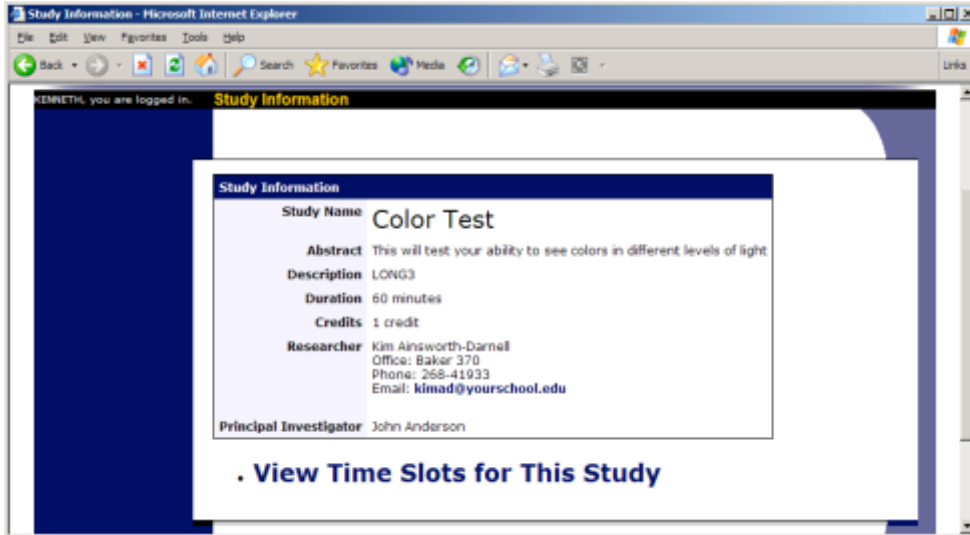 Study Information - Microsoft Internet Explorer
File Edit View Favorites Tools Help
Back Search Favorites Media Links
KENNETH, you are logged in. Study Information
Study Information
Study Name Color Test
Abstract This will test your ability to see colors in different levels of light
Description LONG3
Duration 60 minutes
Credits 1 credit
Researcher Kim Ainsworth-Darnell
Office: Baker 370
Phone: 268-41933
Email: kimad@yourschool.edu
Principal Investigator John Anderson
. View Time Slots for This Study